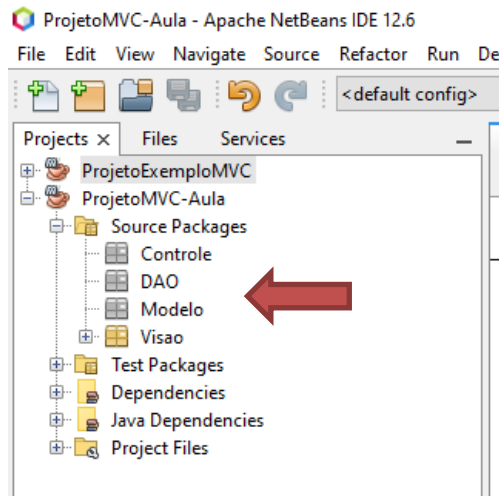 ProjetoMVC-Aula - Apache NetBeans IDE 12.6
File Edit View Navigate Source Refactor Run De
<default config>
Projects × Files Services
ProjetoExemploMVC
ProjetoMVC-Aula
Source Packages
Controle
DAO
Modelo
Visao
Test Packages
Dependencies
Java Dependencies
Project Files